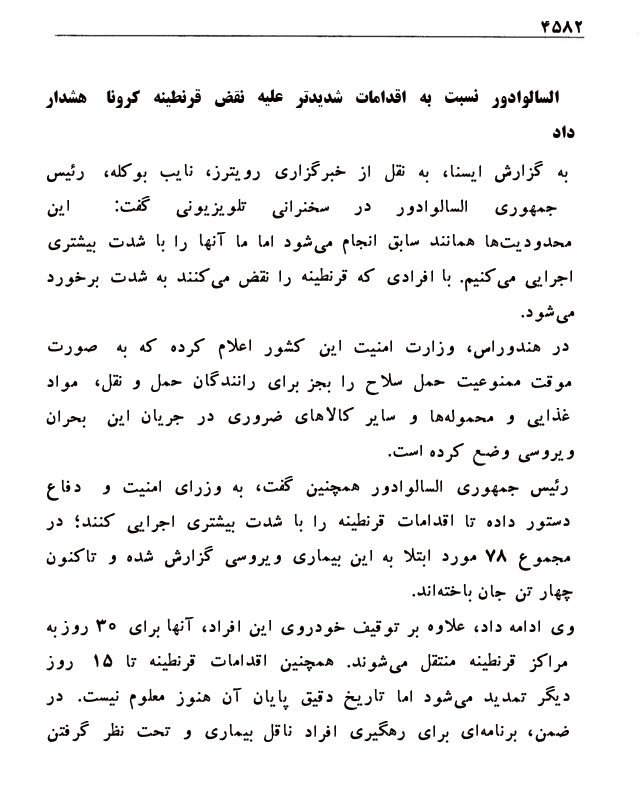 ۴۵۸۲
السالوادور نسبت به اقدامات شدیدتر علیه نقض قرنطینه کرونا هشدار
داد
به گزارش ایسنا، به نقل از خبرگزاری رویترز، نایب بوکله، رئیس
جمهوری السالوادور در سخنرانی تلویزیونی گفت: این
محدودیت‌ها همانند سابق انجام می‌شود اما ما آنها را با شدت بیشتری
اجرایی می‌کنیم. با افرادی که قرنطینه را نقض می‌کنند به شدت برخورد
می‌شود.
در هندوراس، وزارت امنیت این کشور اعلام کرده که به صورت
موقت ممنوعیت حمل سلاح را بجز برای رانندگان حمل و نقل، مواد
غذایی و محموله‌ها و سایر کالاهای ضروری در جریان این بحران
ویروسی وضع کرده است.
رئیس جمهوری السالوادور همچنین گفت، به وزرای امنیت و دفاع
دستور داده تا اقدامات قرنطینه را با شدت بیشتری اجرایی کنند؛ در
مجموع ۷۸ مورد ابتلا به این بیماری ویروسی گزارش شده و تاکنون
چهار تن جان باخته‌اند.
وی ادامه داد، علاوه بر توقیف خودروی این افراد، آنها برای ۳۰ روز به
مراکز قرنطینه منتقل می‌شوند. همچنین اقدامات قرنطینه تا ۱۵ روز
دیگر تمدید می‌شود اما تاریخ دقیق پایان آن هنوز معلوم نیست. در
ضمن، برنامه‌ای برای رهگیری افراد ناقل بیماری و تحت نظر گرفتن